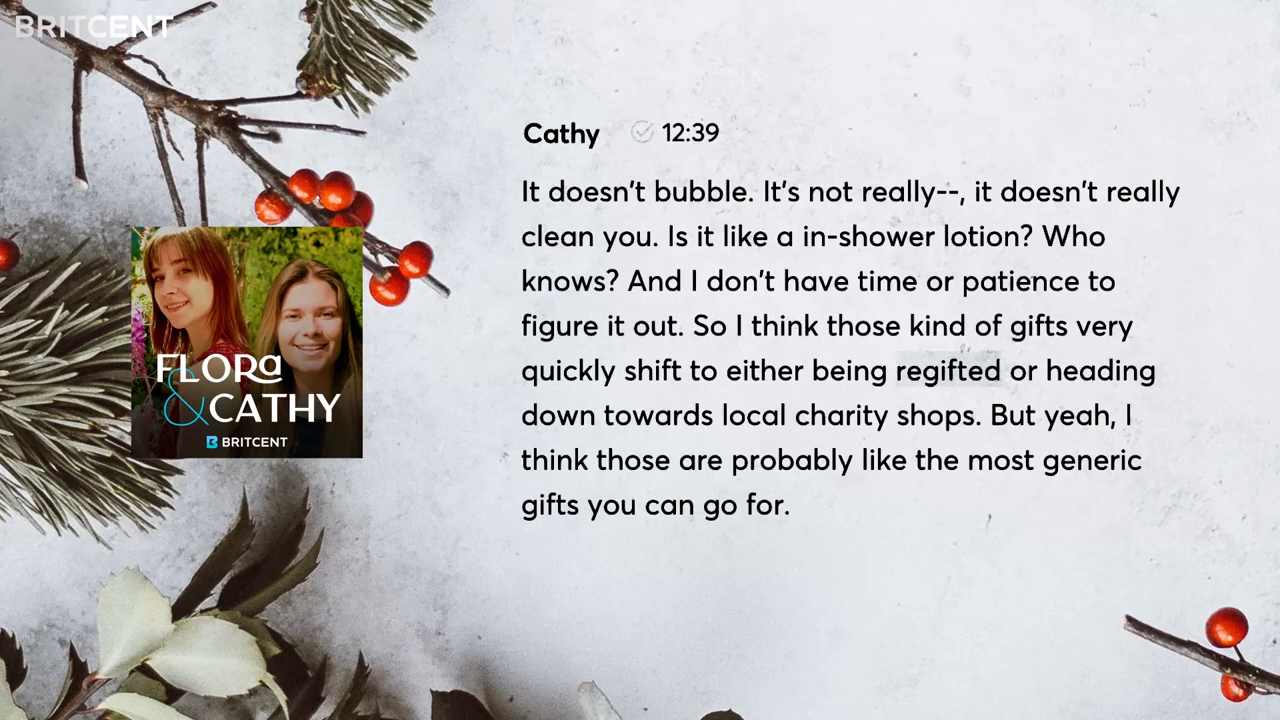 BRITCENT
Cathy 12:39
It doesn't bubble. It's not really--, it doesn't really
clean you. Is it like a in-shower lotion? Who
knows? And I don't have time or patience to
figure it out. So I think those kind of gifts very
quickly shift to either being regifted or heading
down towards local charity shops. But yeah, I
think those are probably like the most generic
gifts you can go for.
FLORa
&CATHY
BRITCENT